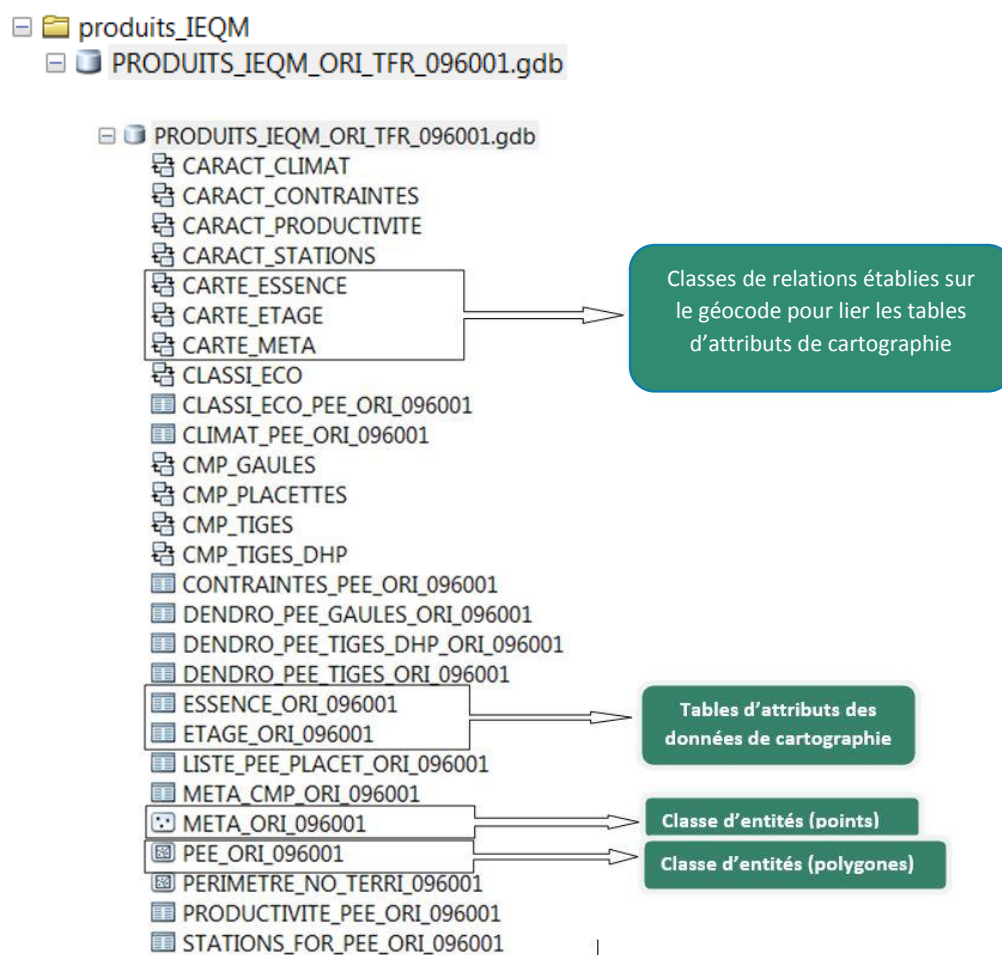 produits_IEQM
PRODUITS_IEQM_ORI_TFR_096001.gdb
PRODUITS_IEQM_ORI_TFR_096001.gdb
CARACT_CLIMAT
CARACT_CONTRAINTES
CARACT_PRODUCTIVITE
CARACT_STATIONS
CARTE_ESSENCE
CARTE_ETAGE
CARTE_META
Classes de relations établies sur
le géocode pour lier les tables
d’attributs de cartographie
CLASSI_ECO
CLASSI_ECO_PEE_ORI_096001
CLIMAT_PEE_ORI_096001
CMP_GAULES
CMP_PLACETTES
CMP_TIGES
CMP_TIGES_DHP
CONTRAINTES_PEE_ORI_096001
DENDRO_PEE_GAULES_ORI_096001
DENDRO_PEE_TIGES_DHP_ORI_096001
DENDRO_PEE_TIGES_ORI_096001
ESSENCE_ORI_096001
ETAGE_ORI_096001
Tables d’attributs des
données de cartographie
LISTE_PEE_PLACET_ORI_096001
META_CMP_ORI_096001
META_ORI_096001
Classe d’entités (points)
PEE_ORI_096001
Classe d’entités (polygones)
PERIMETRE_NO_TERRI_096001
PRODUCTIVITE_PEE_ORI_096001
STATIONS_FOR_PEE_ORI_096001